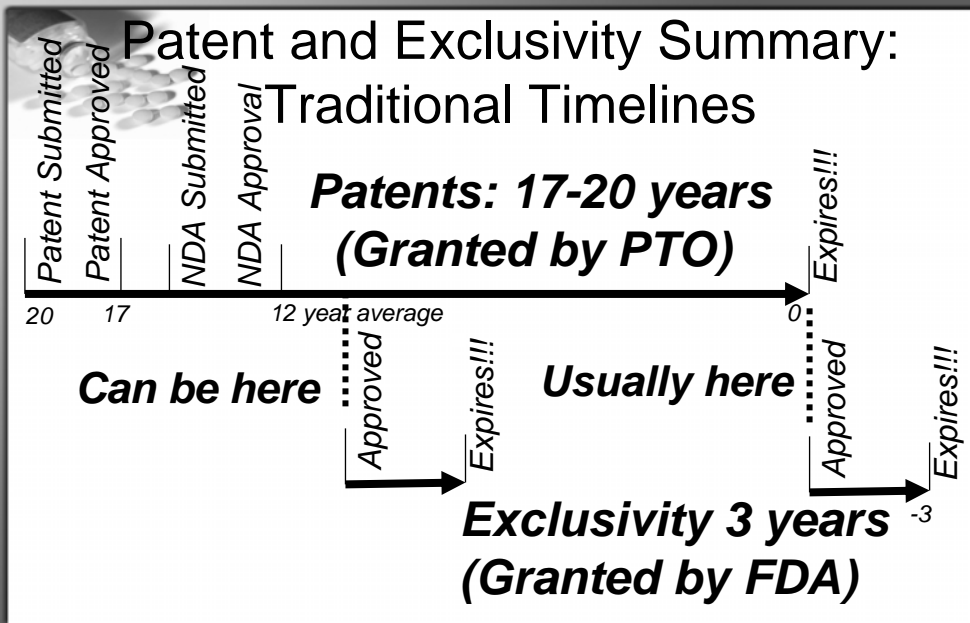 Patent and Exclusivity Summary:
Traditional Timelines
Patent Submitted
Patent Approved
NDA Submitted
NDA Approval
Patents: 17-20 years
(Granted by PTO)
Expires!!!
20
17
12 year average
0
Can be here
Approved
Expires!!!
Usually here
Approved
Expires!!!
Exclusivity 3 years
-3
(Granted by FDA)